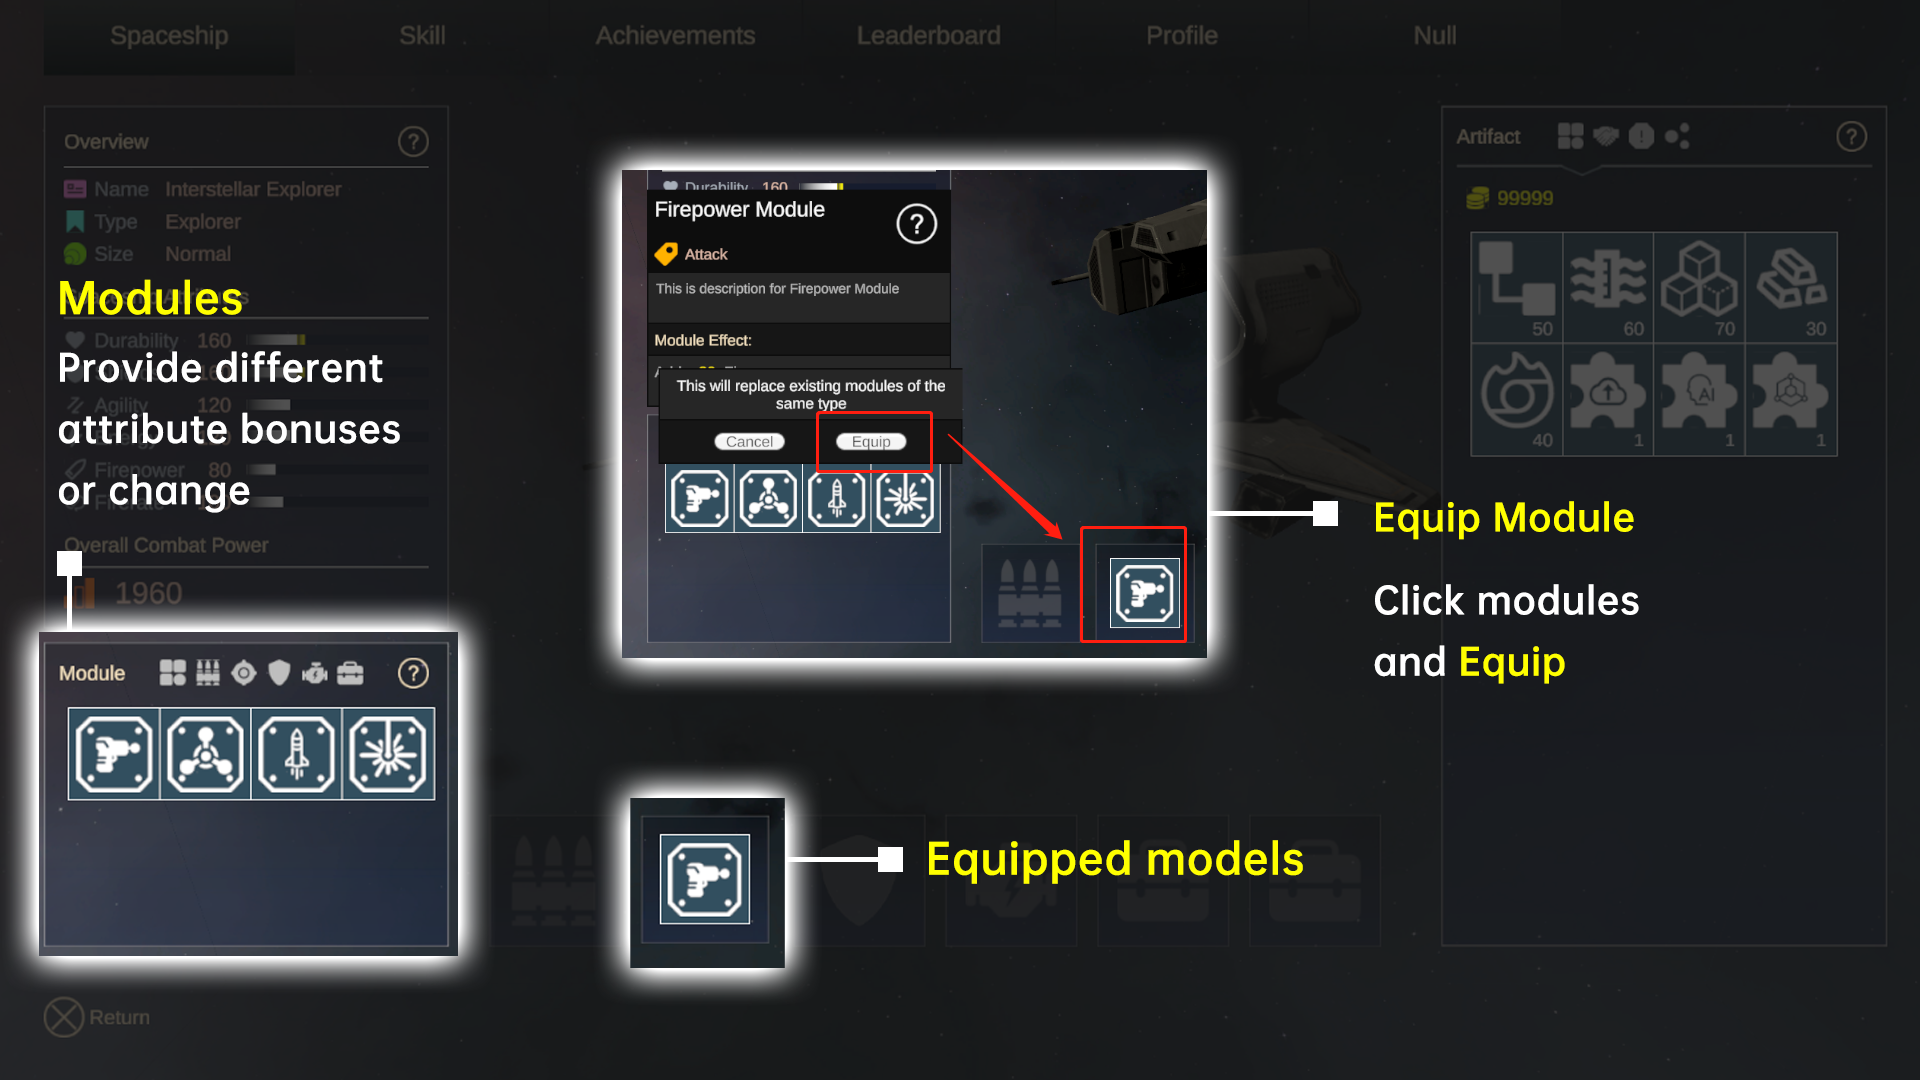 Spaceship
Skill
Achievements
Leaderboard
Profile
Null
Overview
?
Name Interstellar Explorer
Type Explorer
Size Normal
Modules
Durability 160
Provide different
Agility 120
attribute bonuses
Firepower 80
or change
Overall Combat Power
1960
Module
?
Return
Durability 160
Firepower Module
?
Attack
This is description for Firepower Module
Module Effect:
This will replace existing modules of the
same type
Cancel
Equip
Equipped models
Artifact
?
99999
50
60
70
30
AI
40
1
1
1
Equip Module
Click modules
and Equip